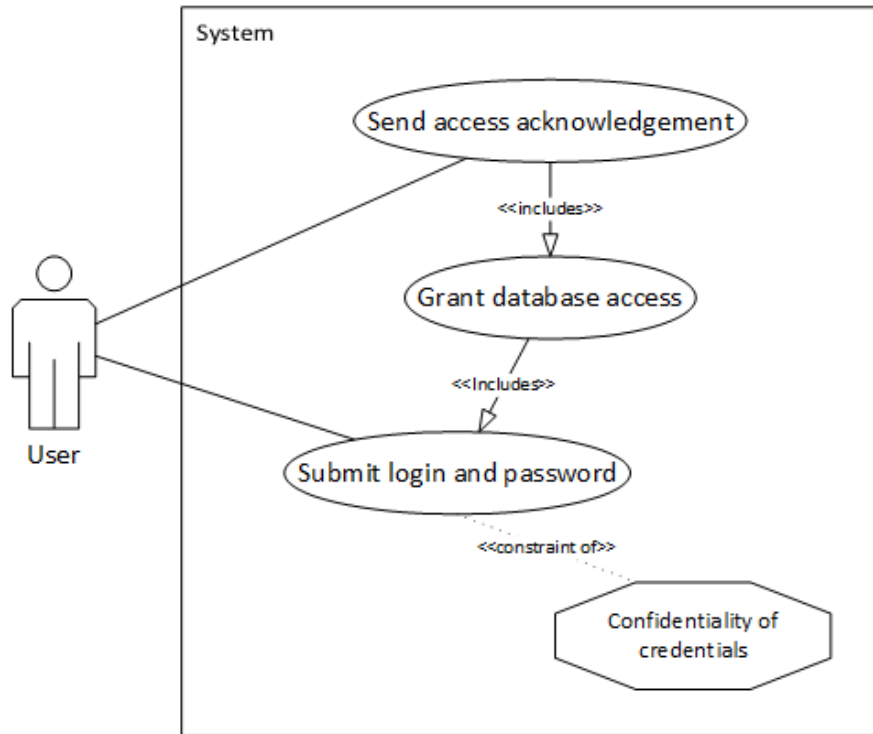 System
Send access acknowledgement
<<includes>>
Grant database access
<<Includes>>
User
Submit login and password
<<constraint of>>
Confidentiality of
credentials